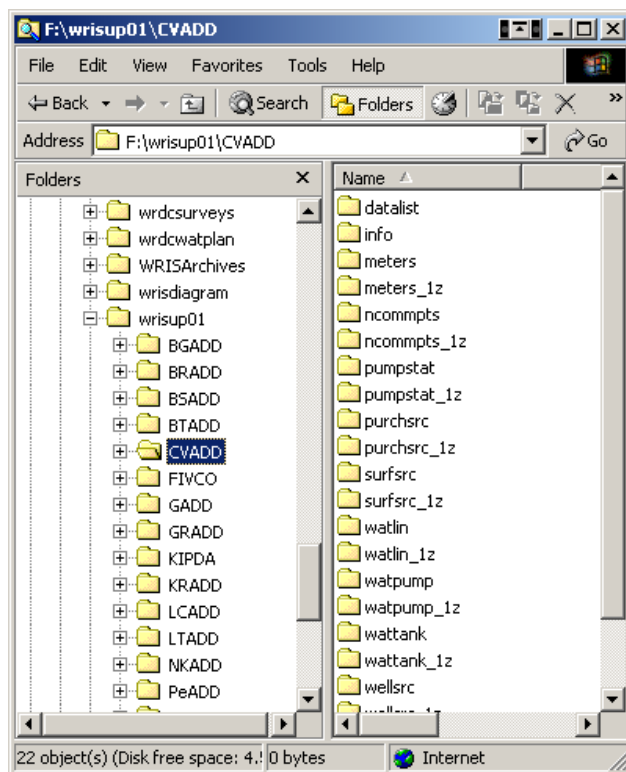 F:\wrisup01\CVADD
File Edit View Favorites Tools Help
Back Search Folders »
Address F:\wrisup01\CVADD Go
Folders
wrdcsurveys
wrdcwatplan
WRISArchives
wrisdiagram
wrisup01
BGADD
BRADD
BSADD
BTADD
CVADD
FIVCO
GADD
GRADD
KIPDA
KRADD
LCADD
LTADD
NKADD
PeADD
Name
datalist
info
meters
meters_1z
ncommpts
ncommpts_1z
pumpstat
pumpstat_1z
purchsrc
purchsrc_1z
surfsrc
surfsrc_1z
watlin
watlin_1z
watpump
watpump_1z
wattank
wattank_1z
wellsrc
22 object(s) (Disk free space: 4. 0 bytes Internet